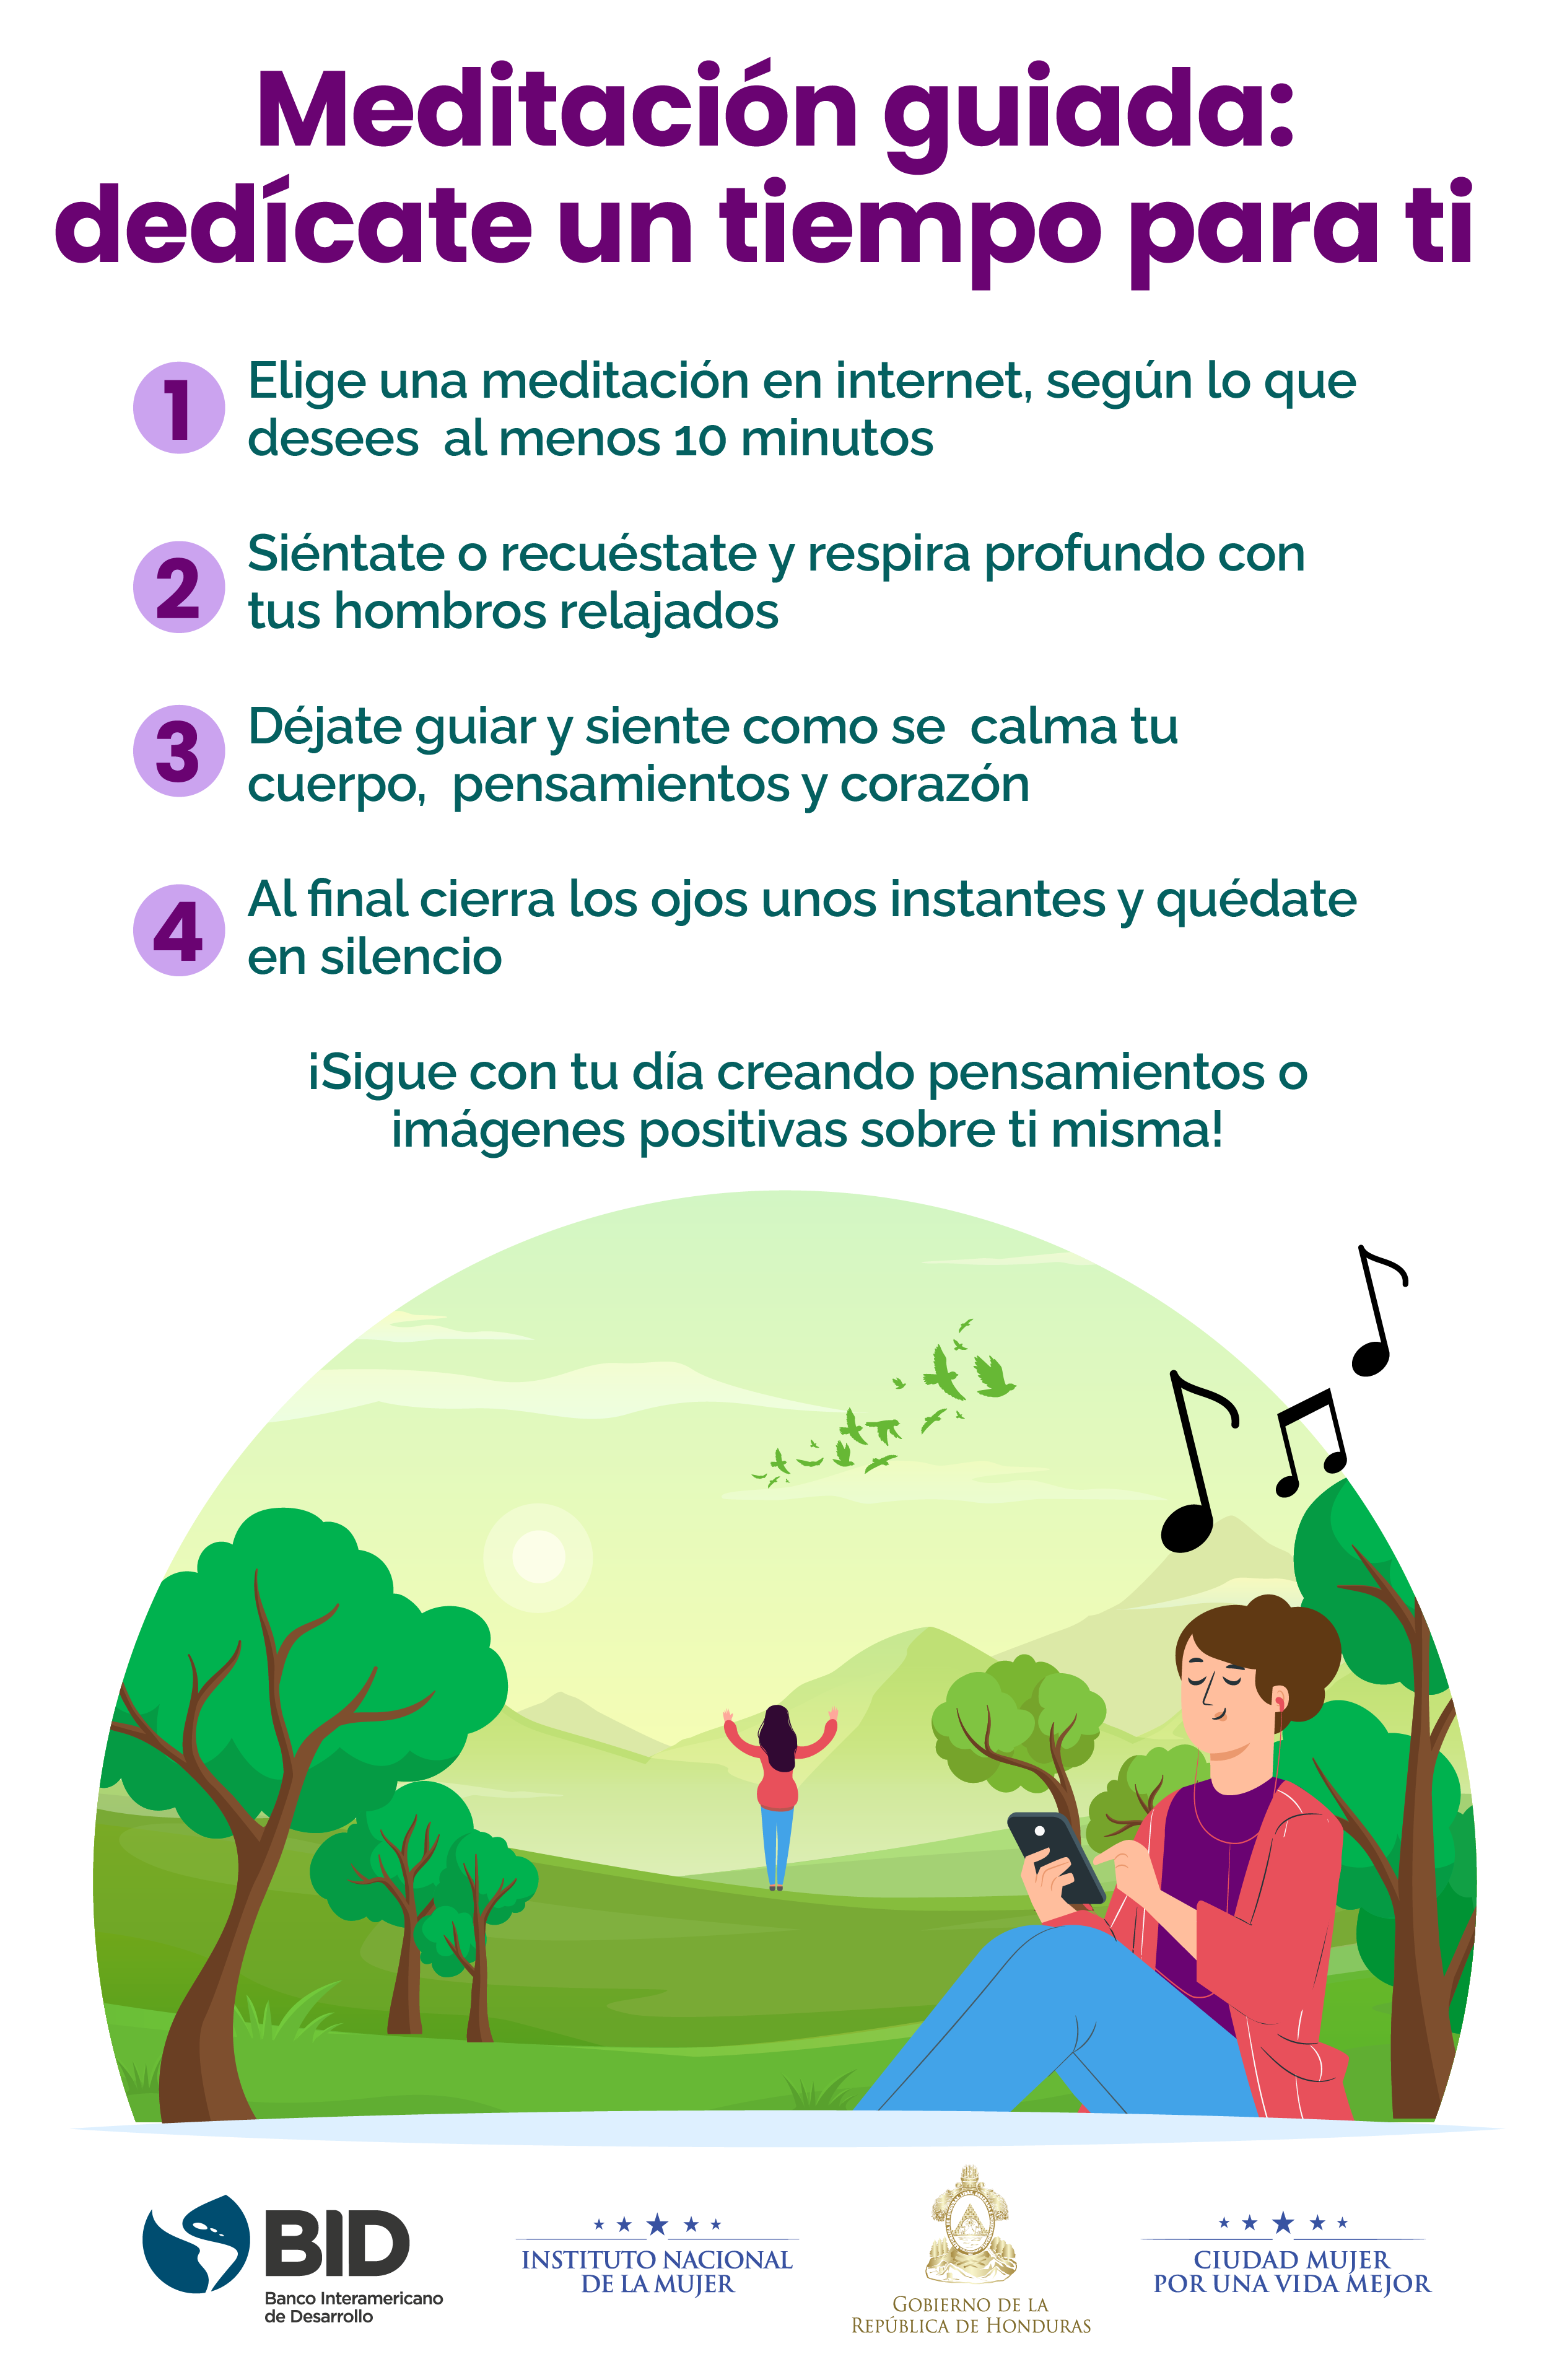 Meditación guiada:
dedícate un tiempo para ti
1
Elige una meditación en internet, según lo que
desees al menos 10 minutos
2
Siéntate o recuéstate y respira profundo con
tus hombros relajados
3
Déjate guiar y siente como se calma tu
cuerpo, pensamientos y corazón
4
Al final cierra los ojos unos instantes y quédate
en silencio
¡Sigue con tu día creando pensamientos o
imágenes positivas sobre ti misma!
BID
Banco Interamericano
de Desarrollo
INSTITUTO NACIONAL
DE LA MUJER
GOBIERNO DE LA
REPÚBLICA DE HONDURAS
CIUDAD MUJER
POR UNA VIDA MEJOR